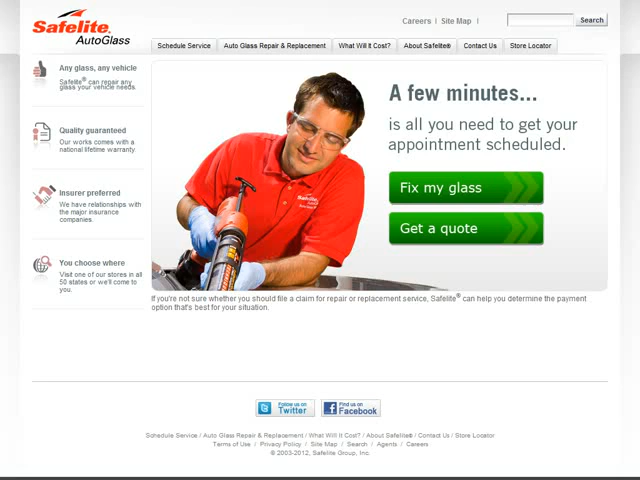 Safelite.
AutoGlass
Careers | Site Map |
Search
Schedule Service
Auto Glass Repair & Replacement
What Will It Cost?
About Safelite®
Contact Us
Store Locator
Any glass, any vehicle
Safelite® can repair any
glass your vehicle needs.
Quality guaranteed
Our works comes with a
national lifetime warranty.
Insurer preferred
We have relationships with
the major insurance
companies.
You choose where
Visit one of our stores in all
50 states or we'll come to
you.
A few minutes...
is all you need to get your
appointment scheduled.
Fix my glass
Get a quote
Safelite
If you're not sure whether you should file a claim for repair or replacement service, Safelite® can help you determine the payment
option that's best for your situation.
Follow us on
Twitter
Find us on
Facebook
Schedule Service / Auto Glass Repair & Replacement / What Will It Cost? / About Safelite® / Contact Us / Store Locator
Terms of Use / Privacy Policy / Site Map / Search / Agents / Careers
© 2003-2012, Safelite Group, Inc.